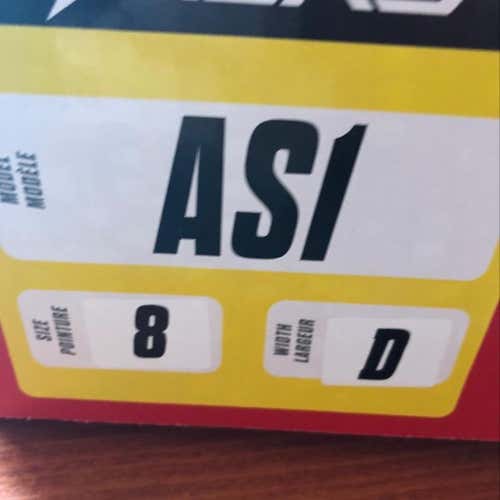 MODEL
MODÈLE
AS1
SIZE
POINTURE
8
WIDTH
LARGEUR
D